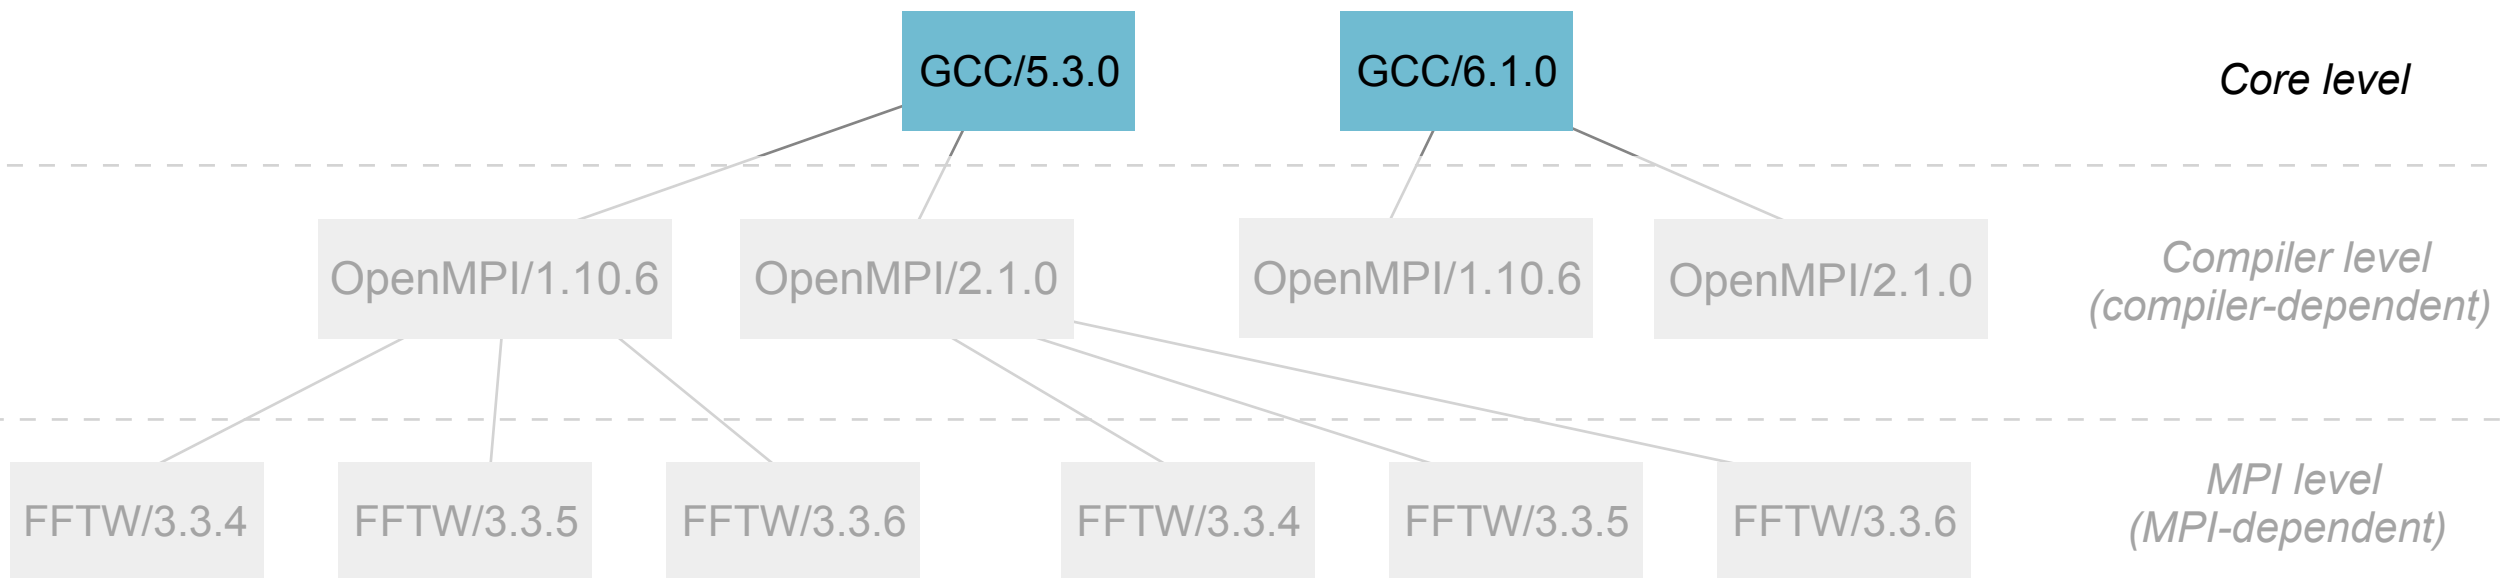 GCC/5.3.0
GCC/6.1.0
Core level
OpenMPI/1.10.6
OpenMPI/2.1.0
OpenMPI/1.10.6
OpenMPI/2.1.0
Compiler level
(compiler-dependent)
FFTW/3.3.4
FFTW/3.3.5
FFTW/3.3.6
FFTW/3.3.4
FFTW/3.3.5
FFTW/3.3.6
MPI level
(MPI-dependent)